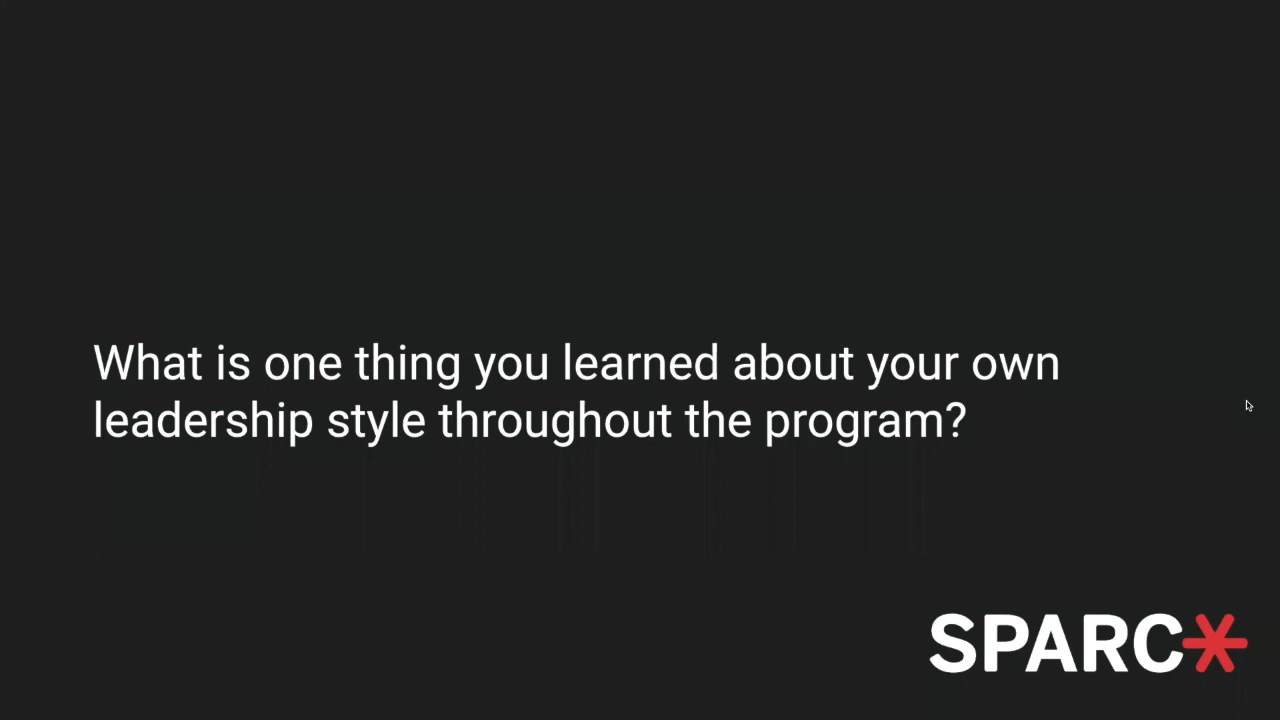 What is one thing you learned about your own
leadership style throughout the program?
SPARC*